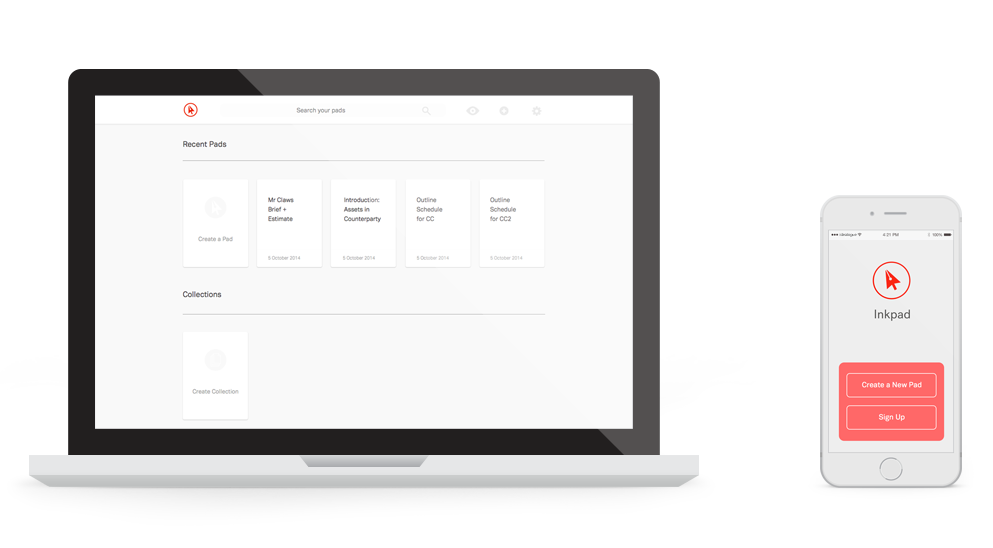 Search your pads
Recent Pads
Create a Pad
Mr Claws
Brief +
Estimate
9 October 2014
Introduction:
Assets in
Counterparty
9 October 2014
Outline
Schedule
for CC
9 October 2014
Outline
Schedule
for CC2
9 October 2014
Collections
Create Collection
4:21 PM
100%
Inkpad
Create a New Pad
Sign Up